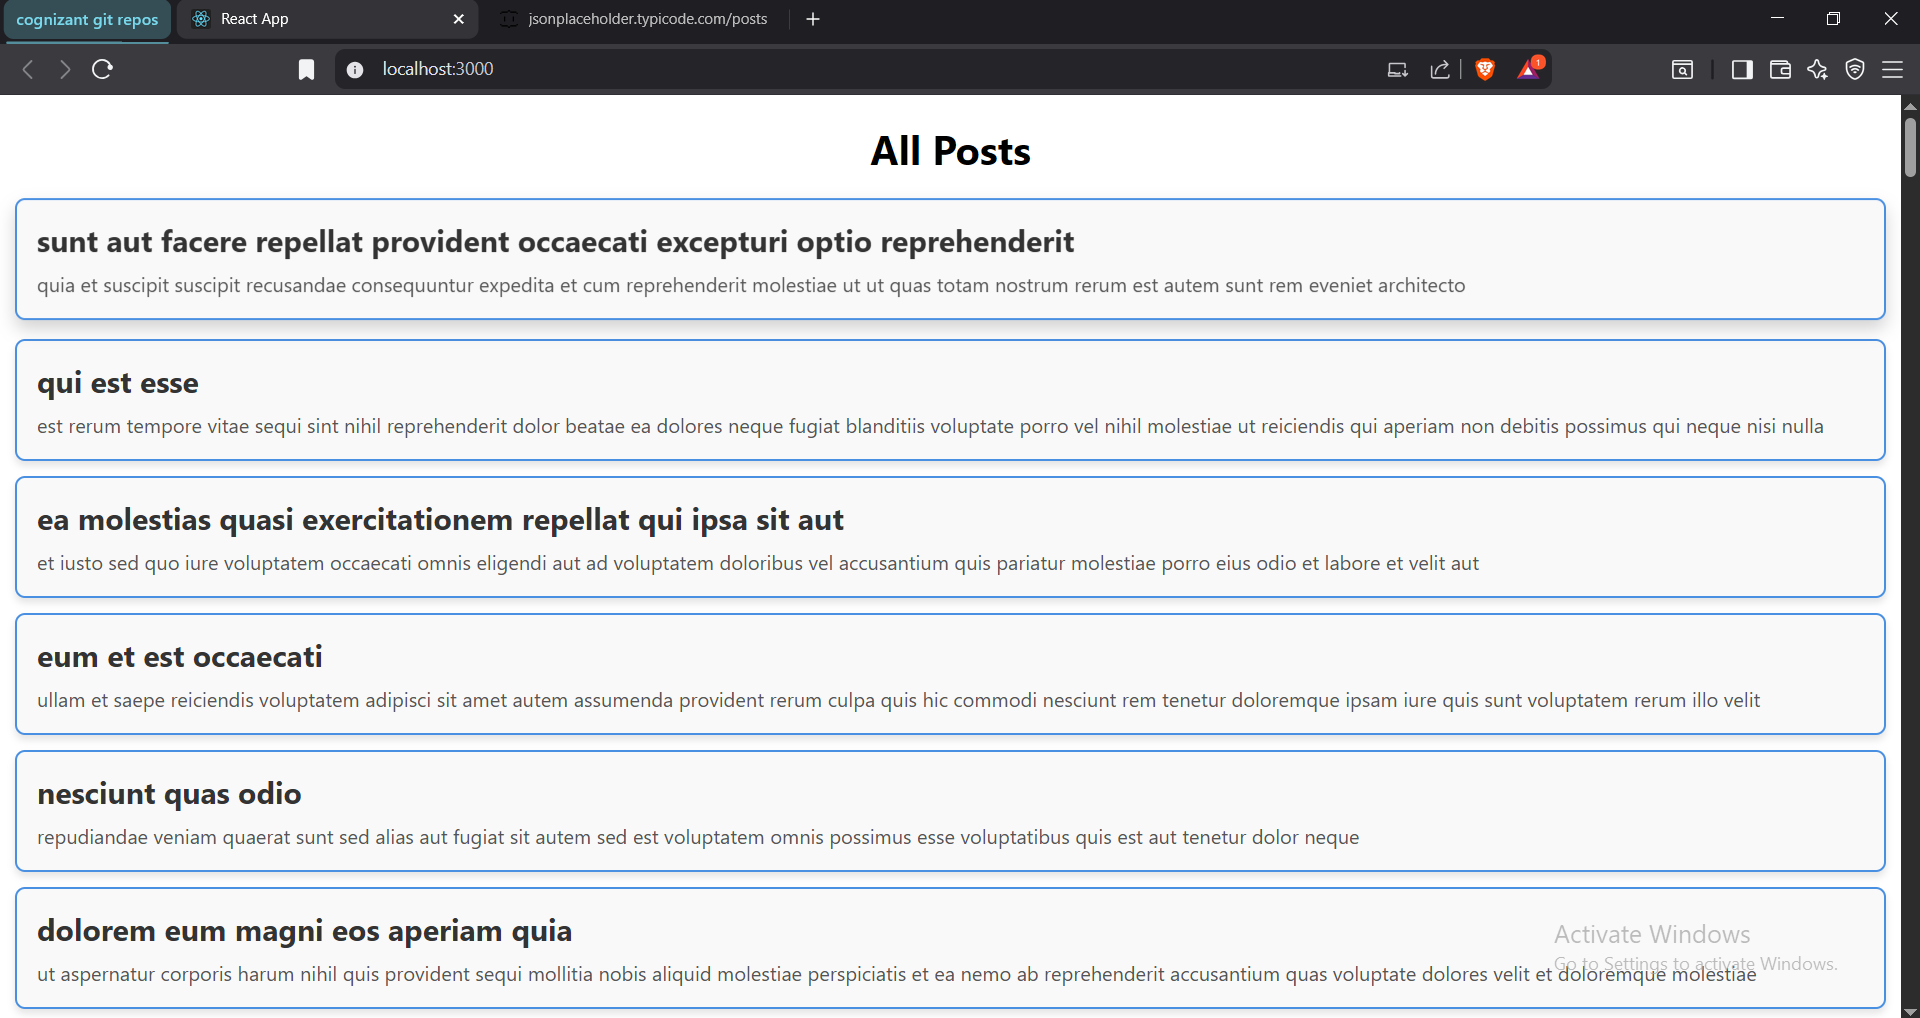 cognizant git repos
React App
jsonplaceholder.typicode.com/posts
localhost:3000
1
All Posts
sunt aut facere repellat provident occaecati excepturi optio reprehenderit
quia et suscipit suscipit recusandae consequuntur expedita et cum reprehenderit molestiae ut ut quas totam nostrum rerum est autem sunt rem eveniet architecto
qui est esse
est rerum tempore vitae sequi sint nihil reprehenderit dolor beatae ea dolores neque fugiat blanditiis voluptate porro vel nihil molestiae ut reiciendis qui aperiam non debitis possimus qui neque nisi nulla
ea molestias quasi exercitationem repellat qui ipsa sit aut
et iusto sed quo iure voluptatem occaecati omnis eligendi aut ad voluptatem doloribus vel accusantium quis pariatur molestiae porro eius odio et labore et velit aut
eum et est occaecati
ullam et saepe reiciendis voluptatem adipisci sit amet autem assumenda provident rerum culpa quis hic commodi nesciunt rem tenetur doloremque ipsam iure quis sunt voluptatem rerum illo velit
nesciunt quas odio
repudiandae veniam quaerat sunt sed alias aut fugiat sit autem sed est voluptatem omnis possimus esse voluptatibus quis est aut tenetur dolor neque
dolorem eum magni eos aperiam quia
ut aspernatur corporis harum nihil quis provident sequi mollitia nobis aliquid molestiae perspiciatis et ea nemo ab reprehenderit accusantium quas voluptate dolores velit et doloremque molestiae
Activate Windows
Go to Settings to activate Windows.